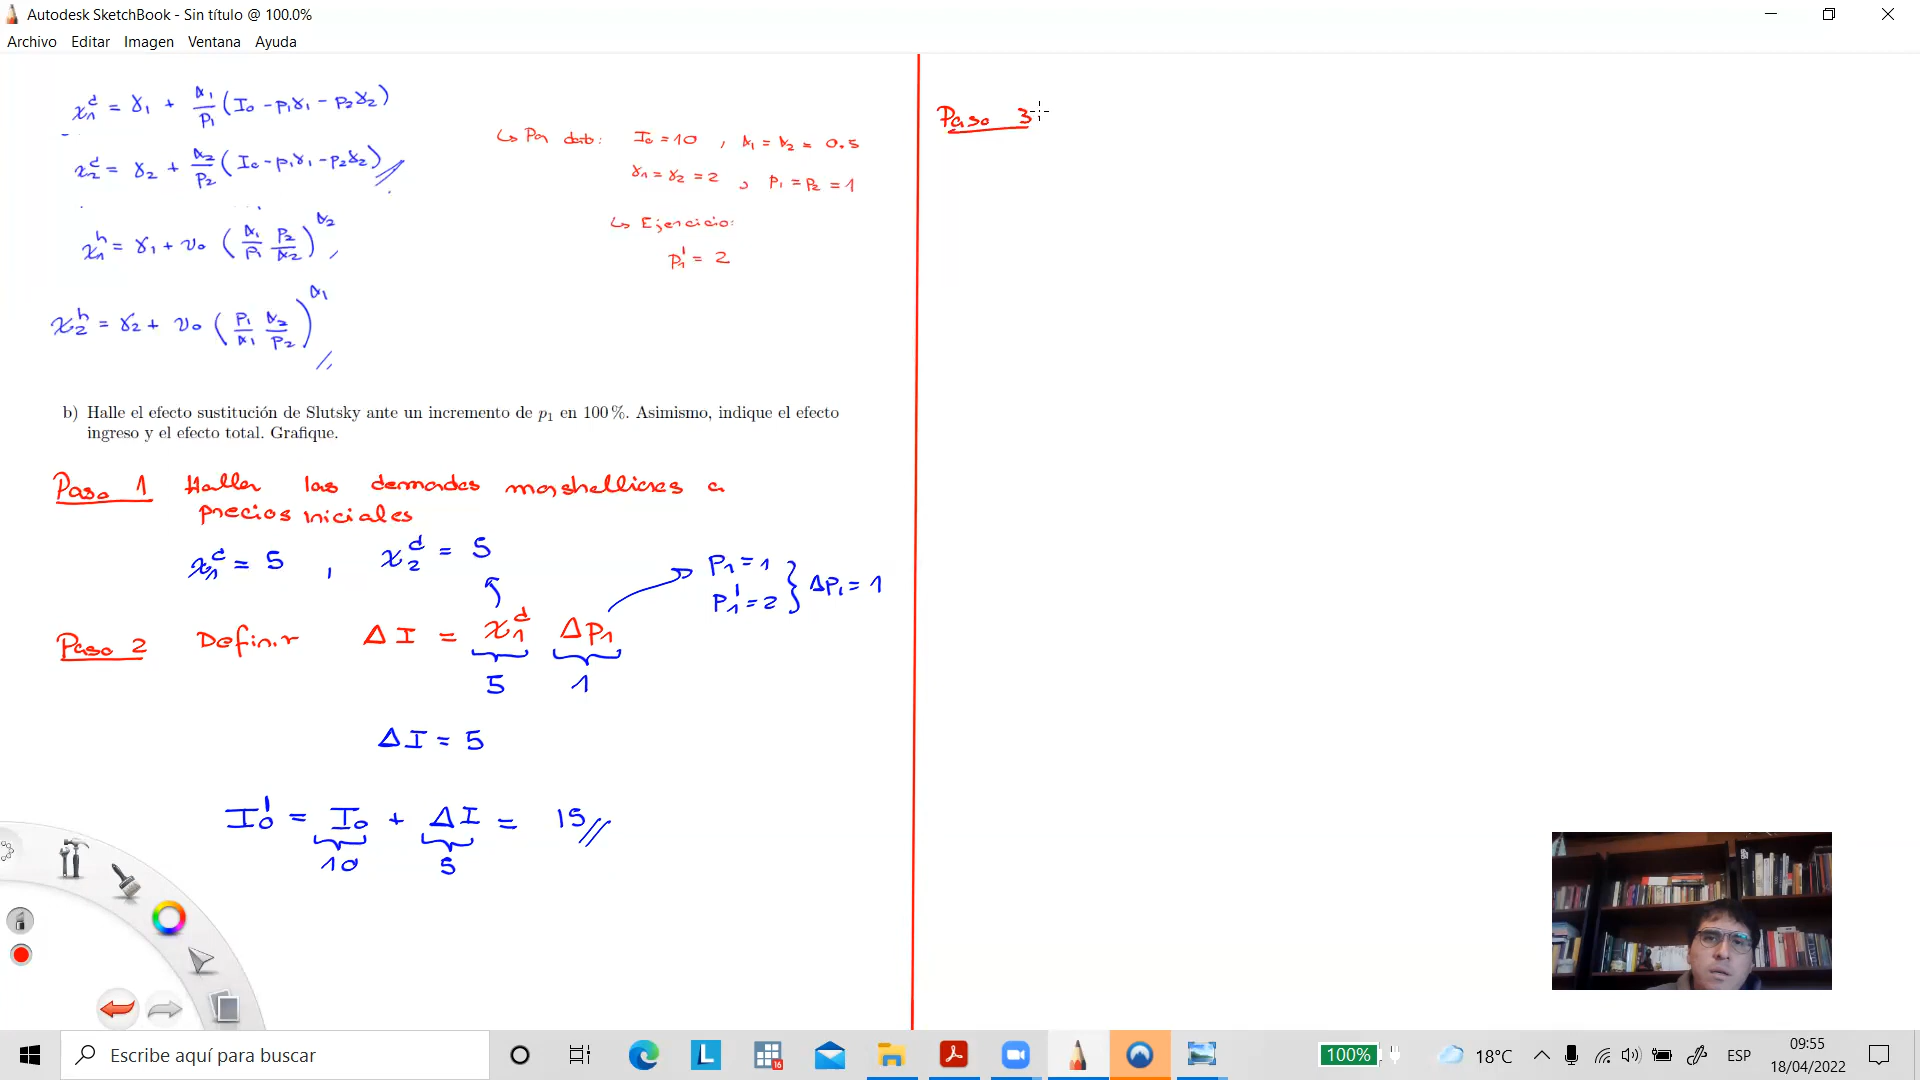 Autodesk SketchBook - Sin título @ 100.0%
Archivo Editar Imagen Ventana Ayuda
x₁ᵈ = γ₁ + α₁/p₁ (I₀ - p₁γ₁ - p₂γ₂)
x₂ᵈ = γ₂ + α₂/p₂ (I₀ - p₁γ₁ - p₂γ₂)
x₁ʰ = γ₁ + v₀ (α₁/p₁ p₂/α₂)^α₂
x₂ʰ = γ₂ + v₀ (p₁/α₁ α₂/p₂)^α₁
↳ Por dato: I₀ = 10 , α₁ = α₂ = 0.5
γ₁ = γ₂ = 2 , p₁ = p₂ = 1
↳ Ejercicio:
p₁' = 2
b) Halle el efecto sustitución de Slutsky ante un incremento de p₁ en 100 %. Asimismo, indique el efecto
ingreso y el efecto total. Grafique.
Paso 1 Hallar las demandas marshallianas a
precios iniciales
x₁ᵈ = 5 , x₂ᵈ = 5
P₁ = 1
P₁' = 2 } ΔP₁ = 1
Paso 2 Definir ΔI = x₁ᵈ Δp₁
5 1
ΔI = 5
I₀' = I₀ + ΔI = 15
10 5
Paso 3
Escribe aquí para buscar
L
16
100%
18°C
ESP
09:55
18/04/2022